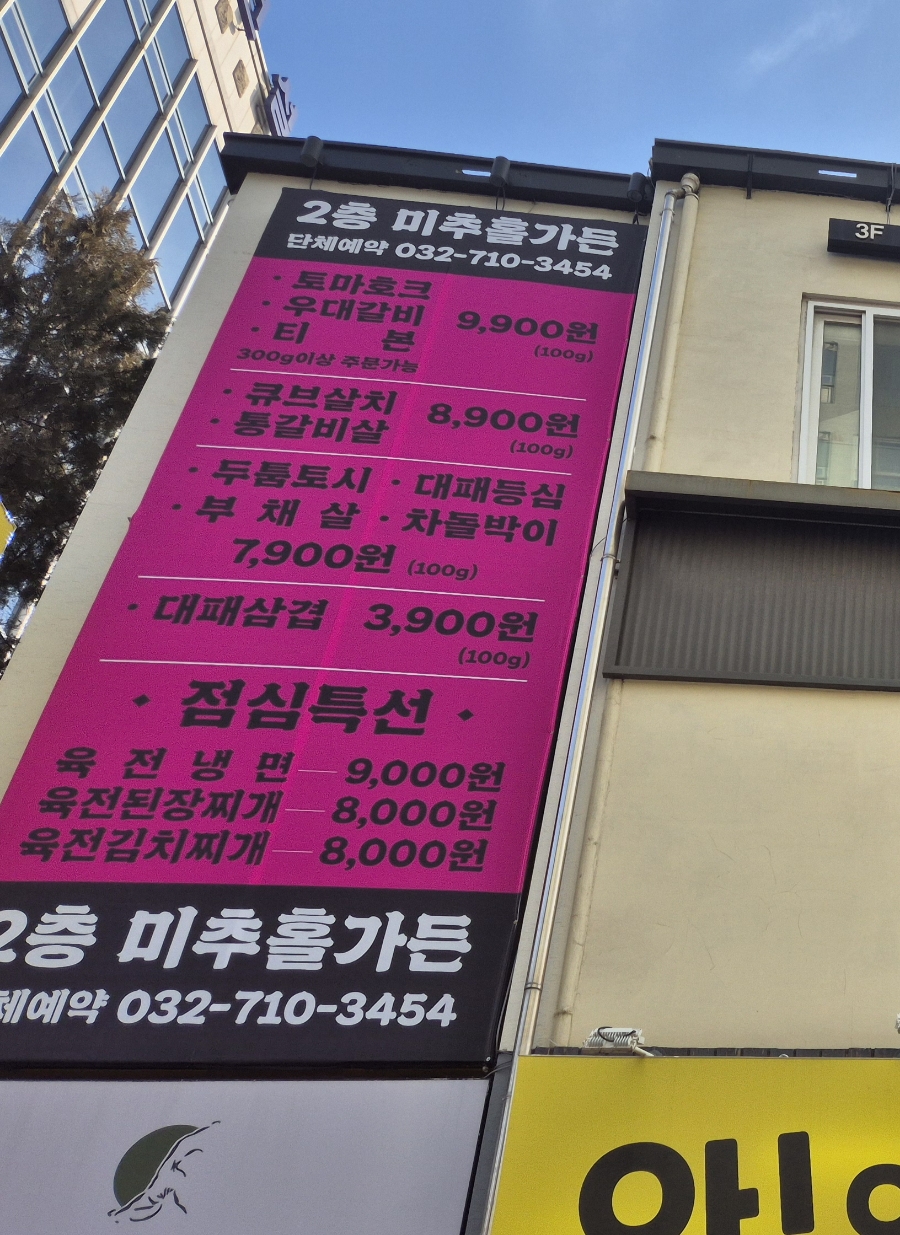 2층 미추홀가든
단체예약 032-710-3454
· 토마호크
· 우대갈비
· 티 본
9,900원
(100g)
300g이상 주문가능
· 큐브살치
· 통갈비살
8,900원
(100g)
· 두툼토시 · 대패등심
· 부 채 살 · 차돌박이
7,900원 (100g)
· 대패삼겹 3,900원
(100g)
점심특선
육 전 냉 면 — 9,000원
육전된장찌개 — 8,000원
육전김치찌개 — 8,000원
2층 미추홀가든
체예약 032-710-3454
3F